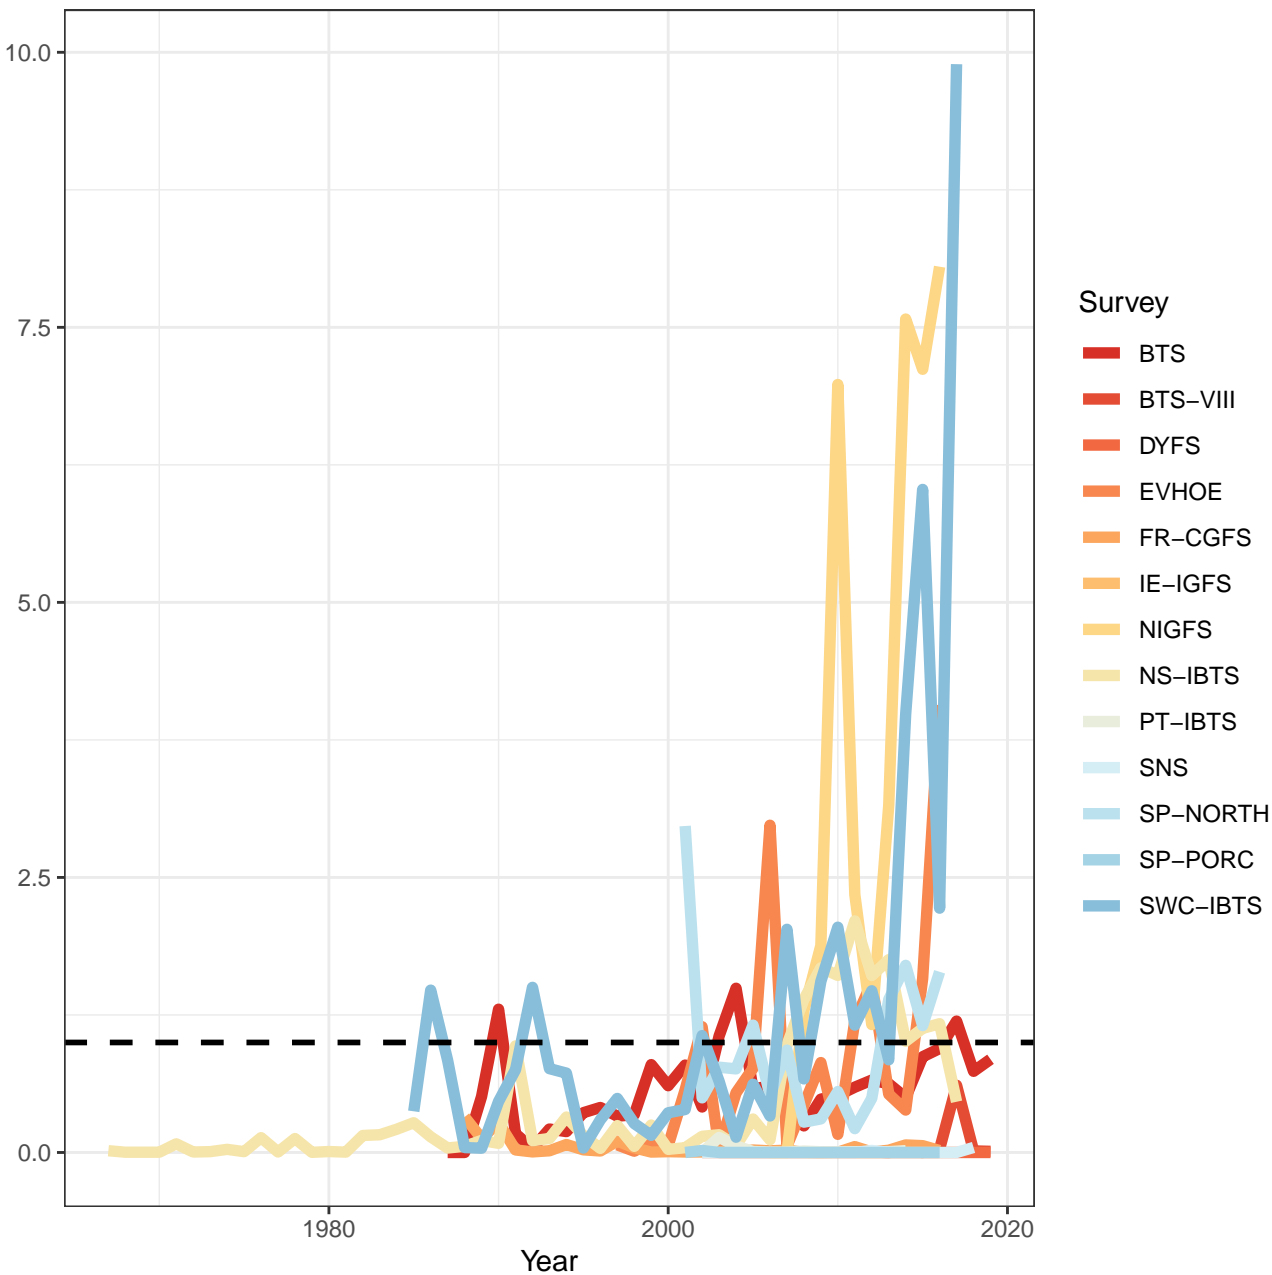 10.0
7.5
5.0
2.5
0.0
1980
2000
2020
Year
Survey
BTS
BTS−VIII
DYFS
EVHOE
FR−CGFS
IE−IGFS
NIGFS
NS−IBTS
PT−IBTS
SNS
SP−NORTH
SP−PORC
SWC−IBTS